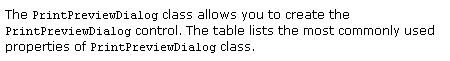 The PrintPreviewDialog class allows you to create the
PrintPreviewDialog control. The table lists the most commonly used
properties of PrintPreviewDialog class.